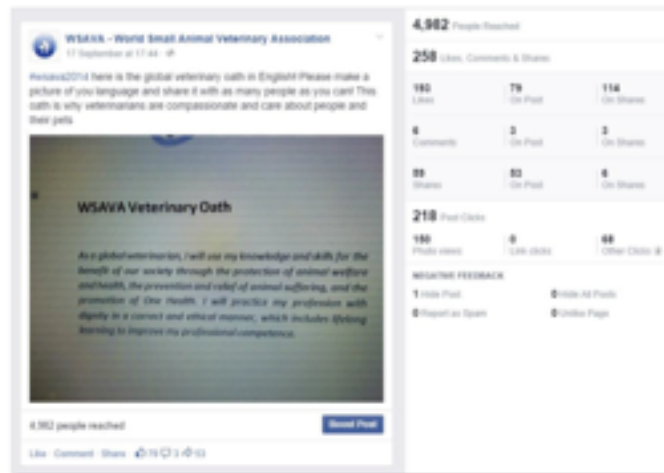 WSAVA - World Small Animal Veterinary Association
17 September at 17:44
#wsava2014 here is the global veterinary oath in English! Please make a
picture of you language and share it with as many people as you can! This
oath is why veterinarians are compassionate and care about people and
their pets
WSAVA Veterinary Oath
As a global veterinarian, I will use my knowledge and skills for the
benefit of our society through the protection of animal welfare
and health, the prevention and relief of animal suffering, and the
promotion of One Health. I will practice my profession with
dignity in a correct and ethical manner, which includes lifelong
learning to improve my professional competence.
4,982 people reached
Boost Post
Like · Comment · Share 79 3 53
4,982 People Reached
258 Likes, Comments & Shares
193 79 114
Likes On Post On Shares
6 3 3
Comments On Post On Shares
59 53 6
Shares On Post On Shares
218 Post Clicks
150 0 68
Photo views Link clicks Other Clicks
NEGATIVE FEEDBACK
1 Hide Post 0 Hide All Posts
0 Report as Spam 0 Unlike Page